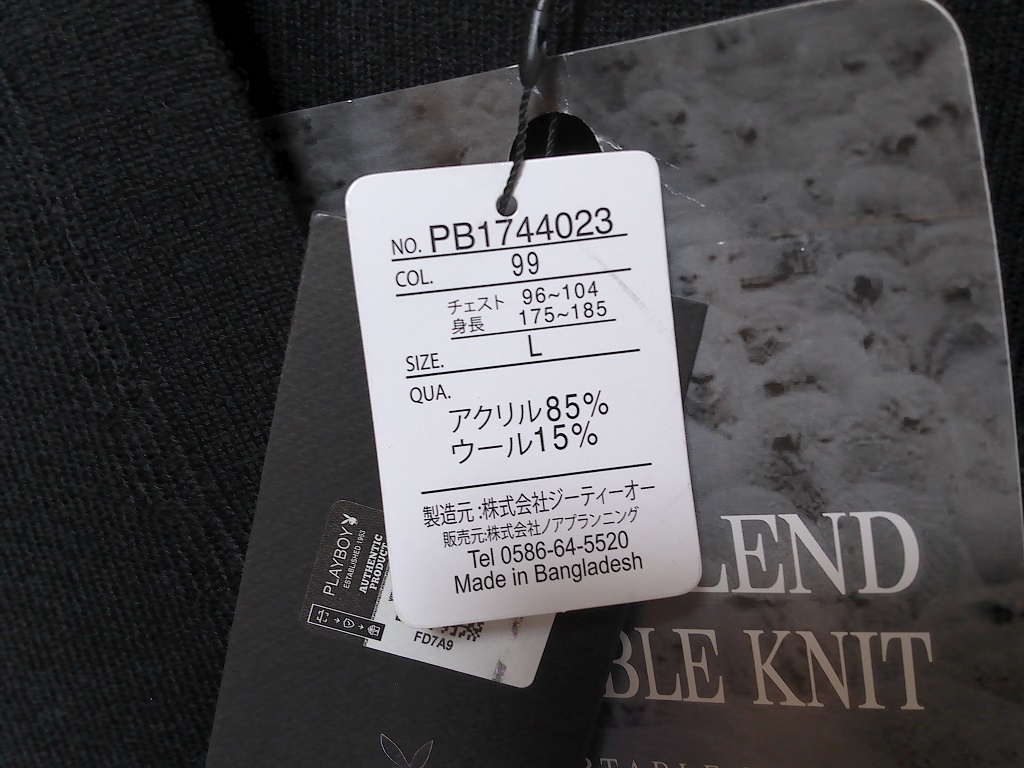 NO. PB1744023
COL. 99
チェスト 96~104
身長 175~185
SIZE. L
QUA.
アクリル85%
ウール15%
製造元:株式会社ジーティーオー
販売元:株式会社ノアプランニング
Tel 0586-64-5520
Made in Bangladesh
PLAYBOY
ESTABLISHED 1953
AUTHENTIC
PRODUCT
FD7A9
LEND
BLE KNIT